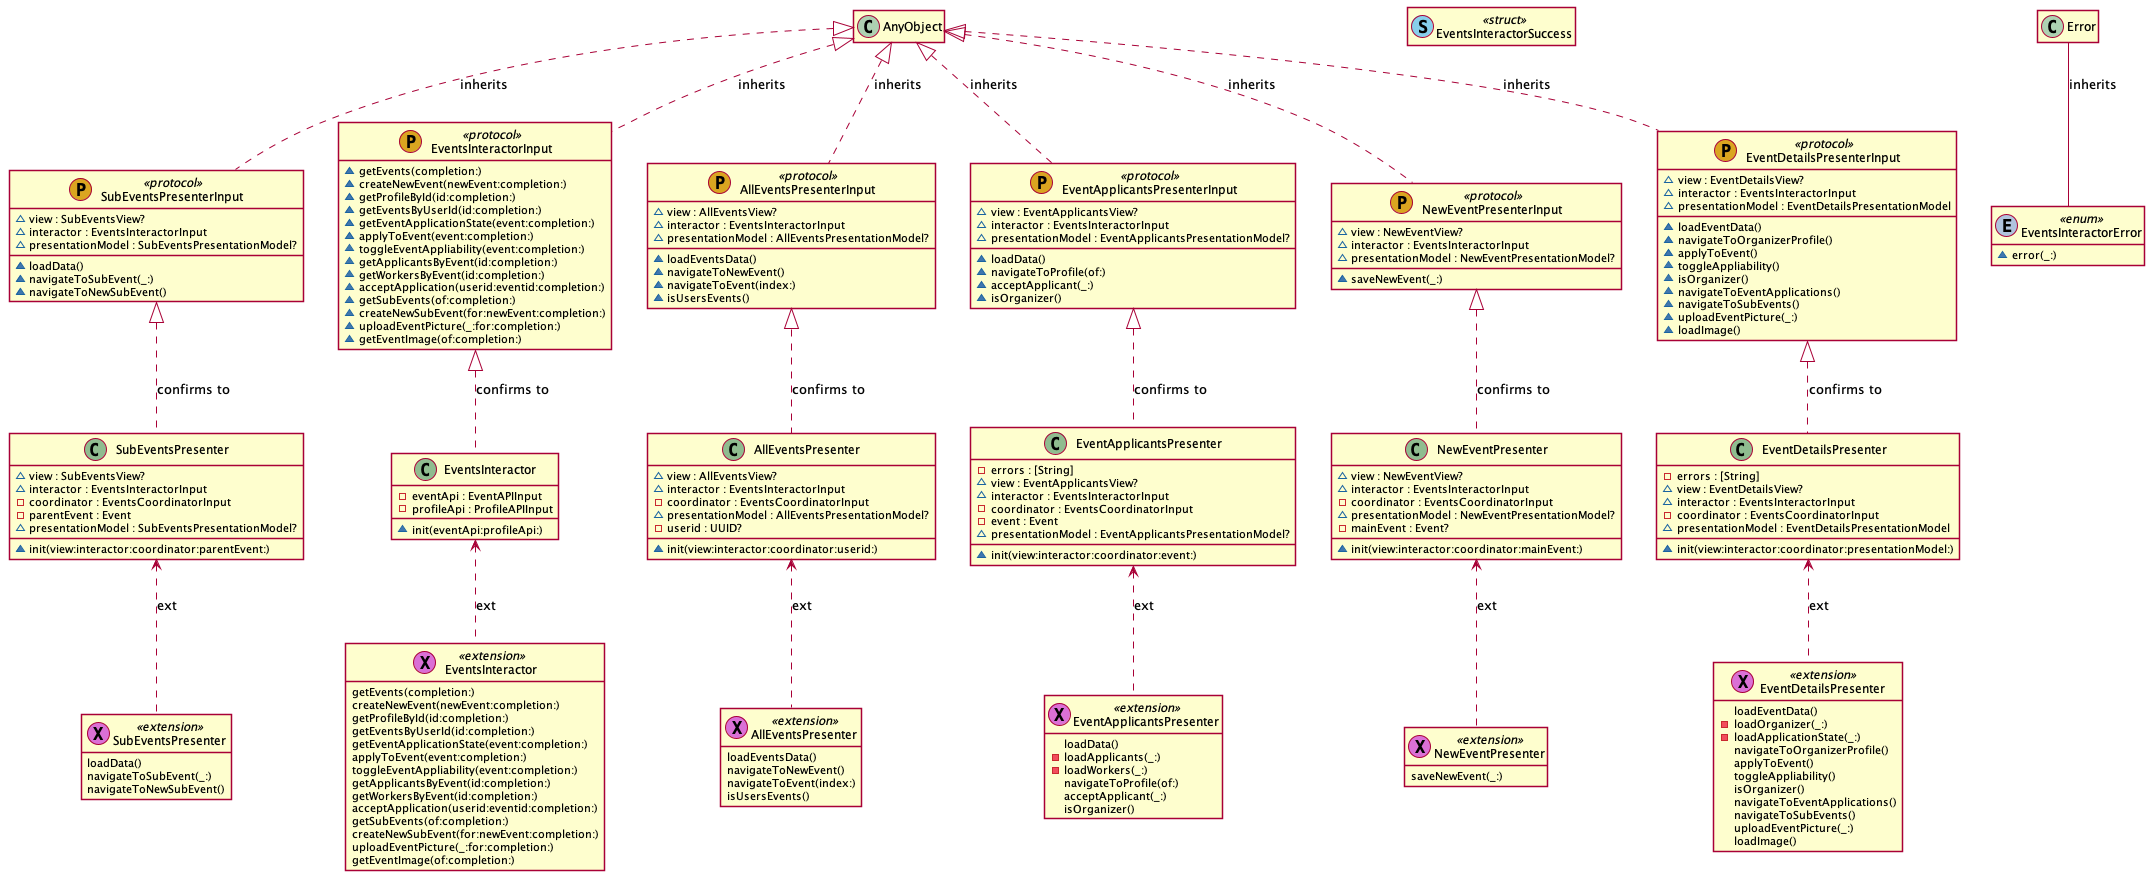 C AnyObject
«struct»
S EventsInteractorSuccess
C Error
inherits
inherits
inherits
inherits
inherits
inherits
inherits
«protocol»
P SubEventsPresenterInput
view : SubEventsView?
interactor : EventsInteractorInput
presentationModel : SubEventsPresentationModel?
loadData()
navigateToSubEvent(_:)
navigateToNewSubEvent()
«protocol»
P EventsInteractorInput
getEvents(completion:)
createNewEvent(newEvent:completion:)
getProfileById(id:completion:)
getEventsByUserId(id:completion:)
getEventApplicationState(event:completion:)
applyToEvent(event:completion:)
toggleEventAppliability(event:completion:)
getApplicantsByEvent(id:completion:)
getWorkersByEvent(id:completion:)
acceptApplication(userid:eventid:completion:)
getSubEvents(of:completion:)
createNewSubEvent(for:newEvent:completion:)
uploadEventPicture(_:for:completion:)
getEventImage(of:completion:)
«protocol»
P AllEventsPresenterInput
view : AllEventsView?
interactor : EventsInteractorInput
presentationModel : AllEventsPresentationModel?
loadEventsData()
navigateToNewEvent()
navigateToEvent(index:)
isUsersEvents()
«protocol»
P EventApplicantsPresenterInput
view : EventApplicantsView?
interactor : EventsInteractorInput
presentationModel : EventApplicantsPresentationModel?
loadData()
navigateToProfile(of:)
acceptApplicant(_:)
isOrganizer()
«protocol»
P NewEventPresenterInput
view : NewEventView?
interactor : EventsInteractorInput
presentationModel : NewEventPresentationModel?
saveNewEvent(_:)
«protocol»
P EventDetailsPresenterInput
view : EventDetailsView?
interactor : EventsInteractorInput
presentationModel : EventDetailsPresentationModel
loadEventData()
navigateToOrganizerProfile()
applyToEvent()
toggleAppliability()
isOrganizer()
navigateToEventApplications()
navigateToSubEvents()
uploadEventPicture(_:)
loadImage()
«enum»
E EventsInteractorError
error(_:)
confirms to
confirms to
confirms to
confirms to
confirms to
confirms to
C SubEventsPresenter
view : SubEventsView?
interactor : EventsInteractorInput
coordinator : EventsCoordinatorInput
parentEvent : Event
presentationModel : SubEventsPresentationModel?
init(view:interactor:coordinator:parentEvent:)
C EventsInteractor
eventApi : EventAPIInput
profileApi : ProfileAPIInput
init(eventApi:profileApi:)
C AllEventsPresenter
view : AllEventsView?
interactor : EventsInteractorInput
coordinator : EventsCoordinatorInput
presentationModel : AllEventsPresentationModel?
userid : UUID?
init(view:interactor:coordinator:userid:)
C EventApplicantsPresenter
errors : [String]
view : EventApplicantsView?
interactor : EventsInteractorInput
coordinator : EventsCoordinatorInput
event : Event
presentationModel : EventApplicantsPresentationModel?
init(view:interactor:coordinator:event:)
C NewEventPresenter
view : NewEventView?
interactor : EventsInteractorInput
coordinator : EventsCoordinatorInput
presentationModel : NewEventPresentationModel?
mainEvent : Event?
init(view:interactor:coordinator:mainEvent:)
C EventDetailsPresenter
errors : [String]
view : EventDetailsView?
interactor : EventsInteractorInput
coordinator : EventsCoordinatorInput
presentationModel : EventDetailsPresentationModel
init(view:interactor:coordinator:presentationModel:)
ext
ext
ext
ext
ext
ext
«extension»
X SubEventsPresenter
loadData()
navigateToSubEvent(_:)
navigateToNewSubEvent()
«extension»
X EventsInteractor
getEvents(completion:)
createNewEvent(newEvent:completion:)
getProfileById(id:completion:)
getEventsByUserId(id:completion:)
getEventApplicationState(event:completion:)
applyToEvent(event:completion:)
toggleEventAppliability(event:completion:)
getApplicantsByEvent(id:completion:)
getWorkersByEvent(id:completion:)
acceptApplication(userid:eventid:completion:)
getSubEvents(of:completion:)
createNewSubEvent(for:newEvent:completion:)
uploadEventPicture(_:for:completion:)
getEventImage(of:completion:)
«extension»
X AllEventsPresenter
loadEventsData()
navigateToNewEvent()
navigateToEvent(index:)
isUsersEvents()
«extension»
X EventApplicantsPresenter
loadData()
loadApplicants(_:)
loadWorkers(_:)
navigateToProfile(of:)
acceptApplicant(_:)
isOrganizer()
«extension»
X NewEventPresenter
saveNewEvent(_:)
«extension»
X EventDetailsPresenter
loadEventData()
loadOrganizer(_:)
loadApplicationState(_:)
navigateToOrganizerProfile()
applyToEvent()
toggleAppliability()
isOrganizer()
navigateToEventApplications()
navigateToSubEvents()
uploadEventPicture(_:)
loadImage()